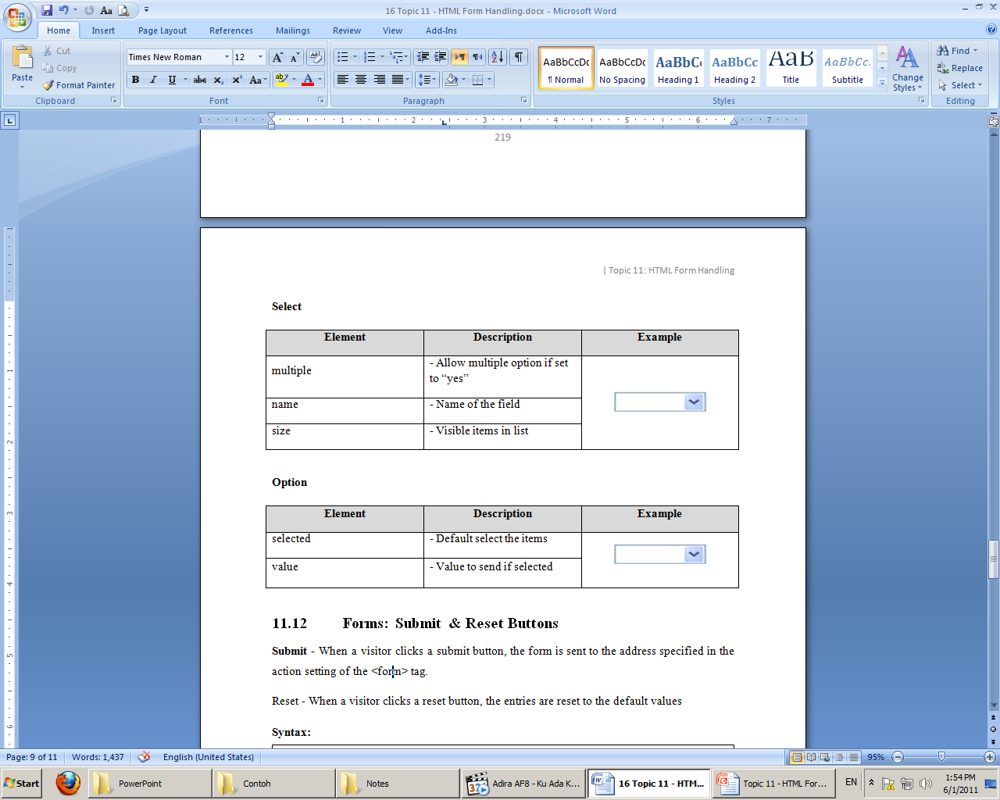 16 Topic 11 - HTML Form Handling.docx - Microsoft Word
Home Insert Page Layout References Mailings Review View Add-Ins
Paste
Cut
Copy
Format Painter
Clipboard
Times New Roman 12
Font
Paragraph
AaBbCcDc AaBbCcDc AaBbC( AaBbCc AaB AaBbCc.
¶ Normal No Spacing Heading 1 Heading 2 Title Subtitle
Change Styles
Styles
Find
Replace
Select
Editing
1 1 2 3 4 5 6 7
219
| Topic 11: HTML Form Handling
Select
Element Description Example
multiple - Allow multiple option if set
to “yes”
name - Name of the field
size - Visible items in list
Option
Element Description Example
selected - Default select the items
value - Value to send if selected
11.12 Forms: Submit & Reset Buttons
Submit - When a visitor clicks a submit button, the form is sent to the address specified in the
action setting of the <form> tag.
Reset - When a visitor clicks a reset button, the entries are reset to the default values
Syntax:
Page: 9 of 11 Words: 1,437 English (United States) 95%
Start PowerPoint Contoh Notes Adira AF8 - Ku Ada K... 16 Topic 11 - HTM... Topic 11 - HTML For... EN 1:54 PM
6/1/2011